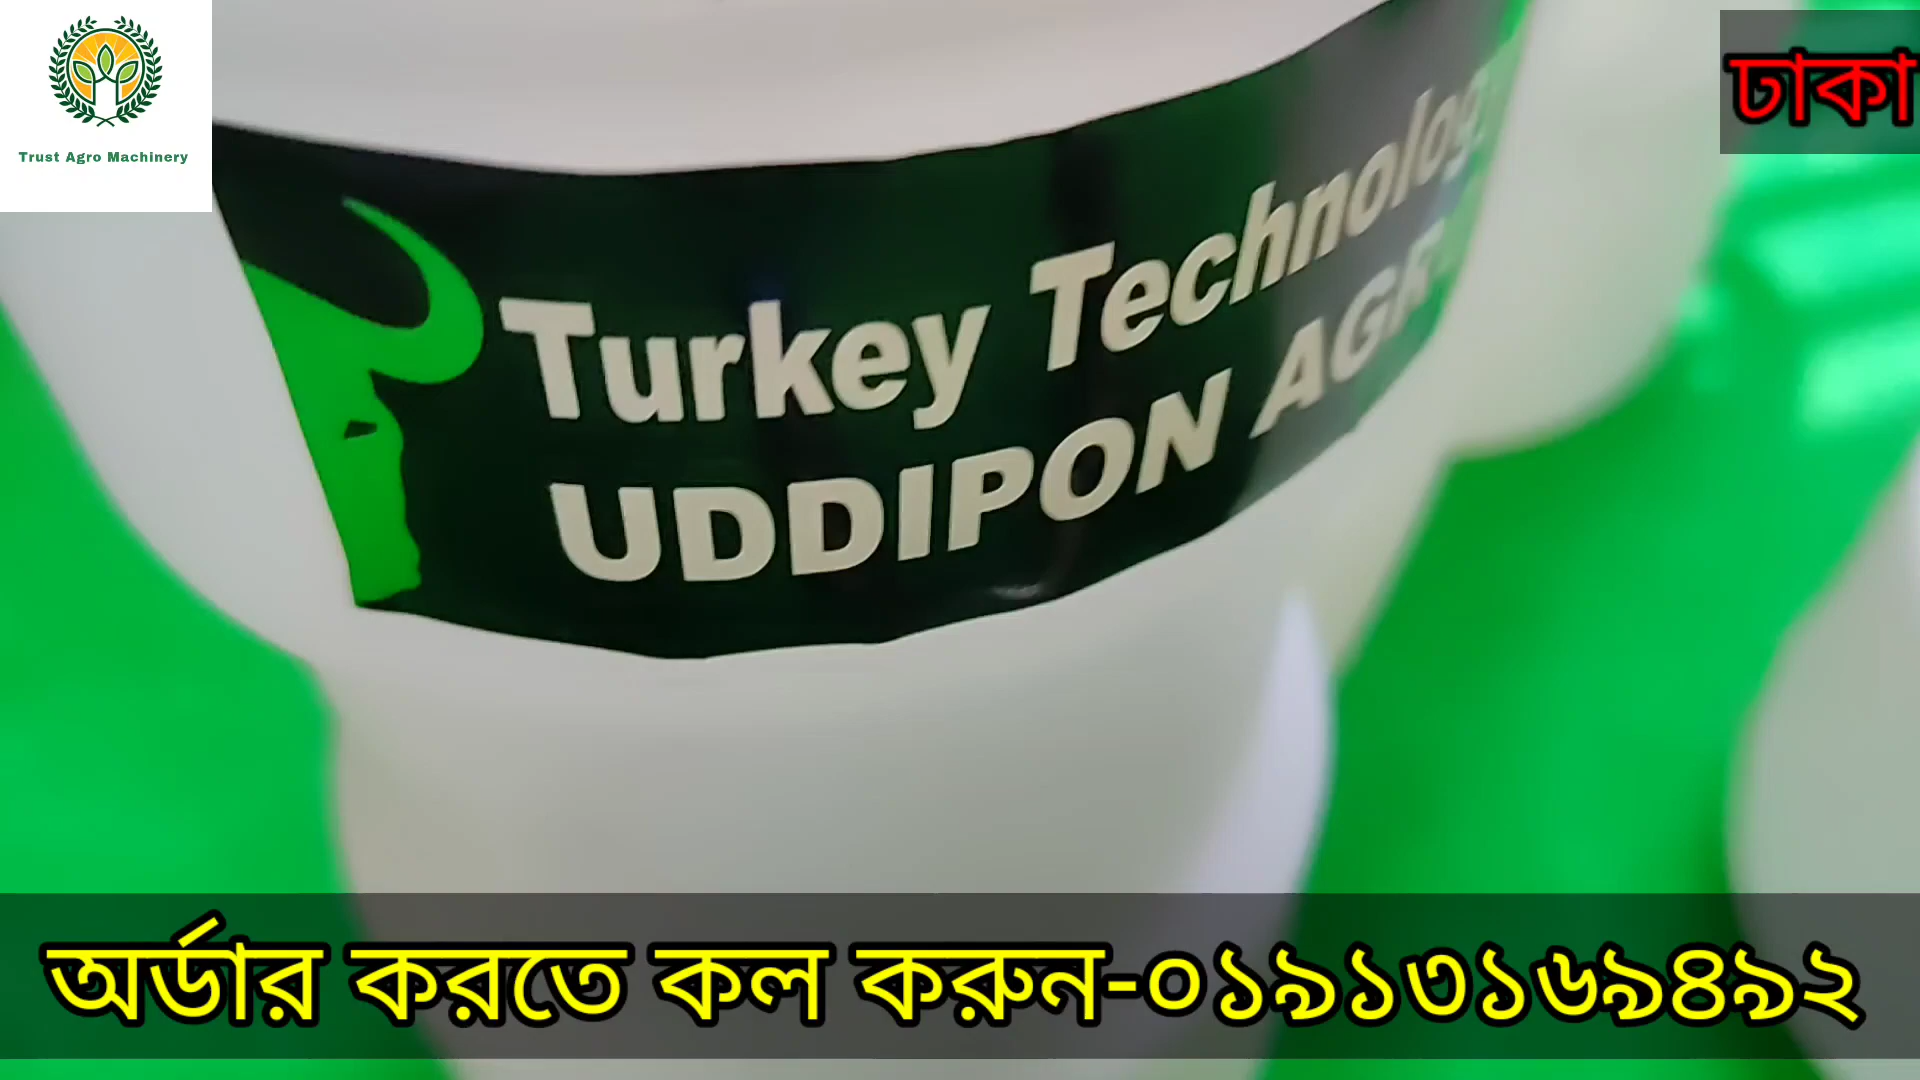 Trust Agro Machinery
ঢাকা
Turkey Technolog
UDDIPON AGR
অর্ডার করতে কল করুন-০১৯১৩১৬৯৪৯২